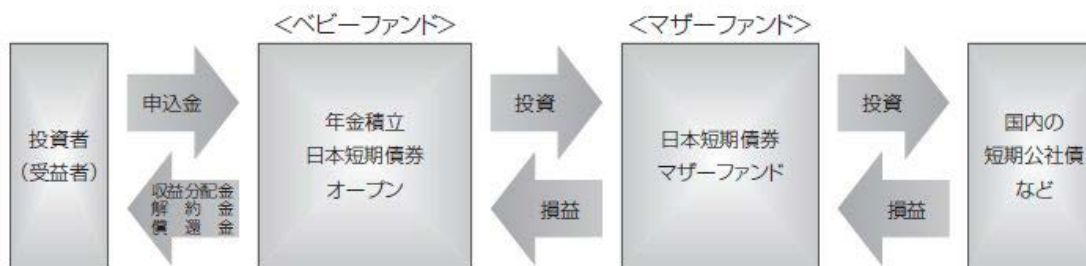 <ベビーファンド>
<マザーファンド>
投資者
(受益者)
申込金
収益分配金
解約金
償還金
年金積立
日本短期債券
オープン
投資
損益
日本短期債券
マザーファンド
投資
損益
国内の
短期公社債
など